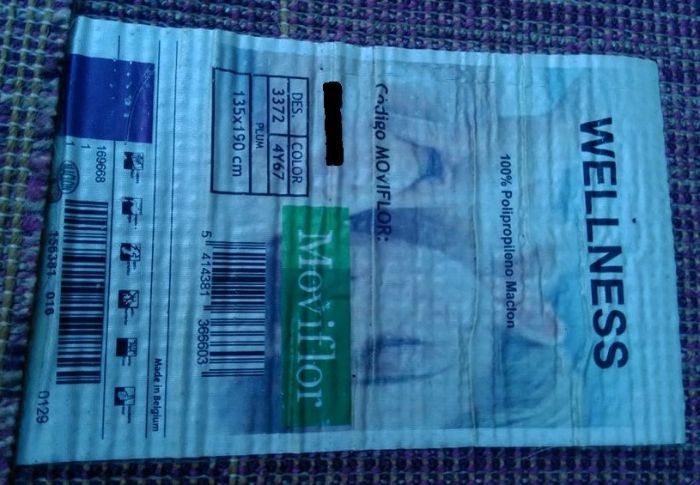 WELLNESS
100% Polipropileno Maclon
Código MOVIFLOR:
DES. COLOR
3372 4Y67
PLUM
135x190 cm
Moviflor
5 414381 366603
Made in Belgium
169668 1
1
156381 016
0129